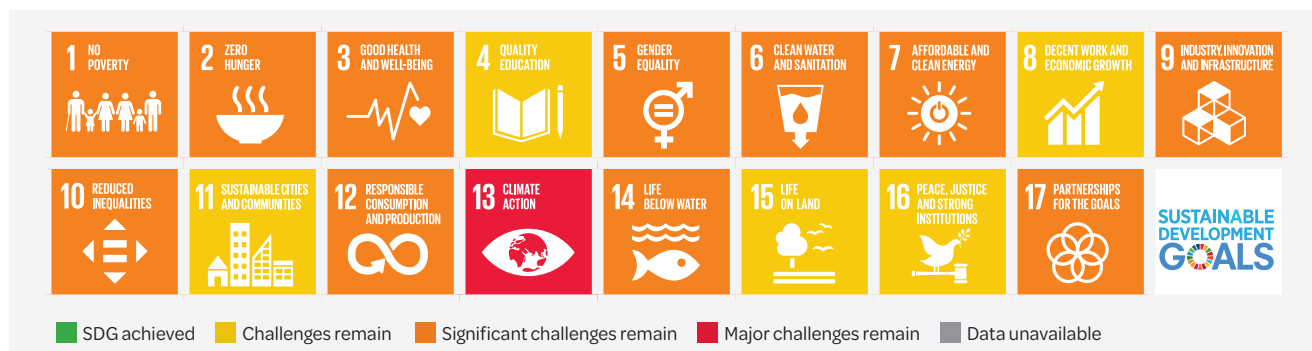 1 NO
POVERTY
2 ZERO
HUNGER
3 GOOD HEALTH
AND WELL-BEING
4 QUALITY
EDUCATION
5 GENDER
EQUALITY
6 CLEAN WATER
AND SANITATION
7 AFFORDABLE AND
CLEAN ENERGY
8 DECENT WORK AND
ECONOMIC GROWTH
9 INDUSTRY, INNOVATION
AND INFRASTRUCTURE
10 REDUCED
INEQUALITIES
11 SUSTAINABLE CITIES
AND COMMUNITIES
12 RESPONSIBLE
CONSUMPTION
AND PRODUCTION
13 CLIMATE
ACTION
14 LIFE
BELOW WATER
15 LIFE
ON LAND
16 PEACE, JUSTICE
AND STRONG
INSTITUTIONS
17 PARTNERSHIPS
FOR THE GOALS
SUSTAINABLE
DEVELOPMENT
GOALS
SDG achieved
Challenges remain
Significant challenges remain
Major challenges remain
Data unavailable